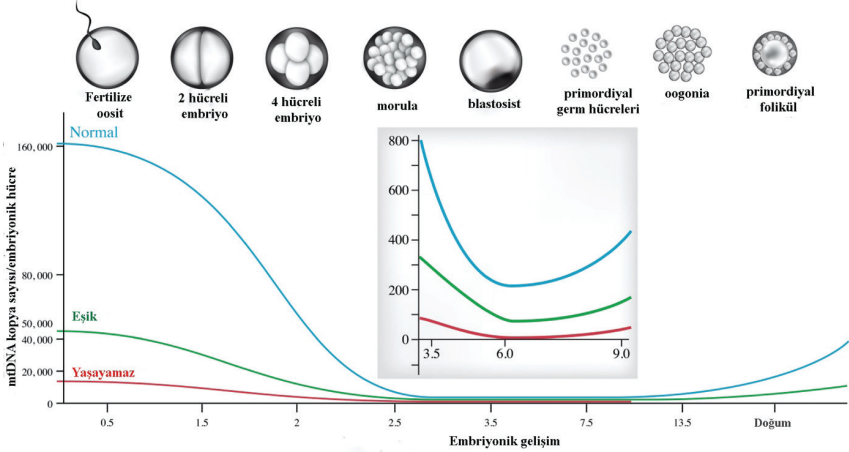 Fertilize
oosit
2 hücreli
embriyo
4 hücreli
embriyo
morula
blastosist
primordiyal
germ hücreleri
oogonia
primordiyal
folikül
mtDNA kopya sayısı/embriyonik hücre
Normal
160,000
80,000
50,000
40,000
20,000
0
Eşik
Yaşayamaz
800
600
400
200
0
3.5
6.0
9.0
0.5
1.5
2
2.5
3.5
7.5
13.5
Doğum
Embriyonik gelişim